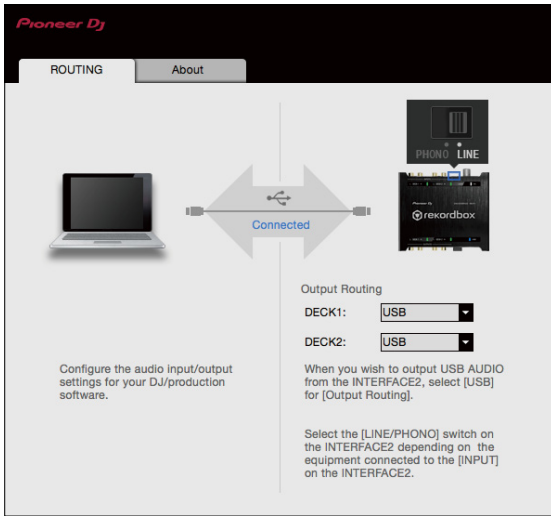 Pioneer Dj
ROUTING
About
PHONO LINE
rekordbox
Connected
Output Routing
DECK1:
USB
DECK2:
USB
Configure the audio input/output
settings for your DJ/production
software.
When you wish to output USB AUDIO
from the INTERFACE2, select [USB]
for [Output Routing].
Select the [LINE/PHONO] switch on
the INTERFACE2 depending on  the
equipment connected to the [INPUT]
on the INTERFACE2.